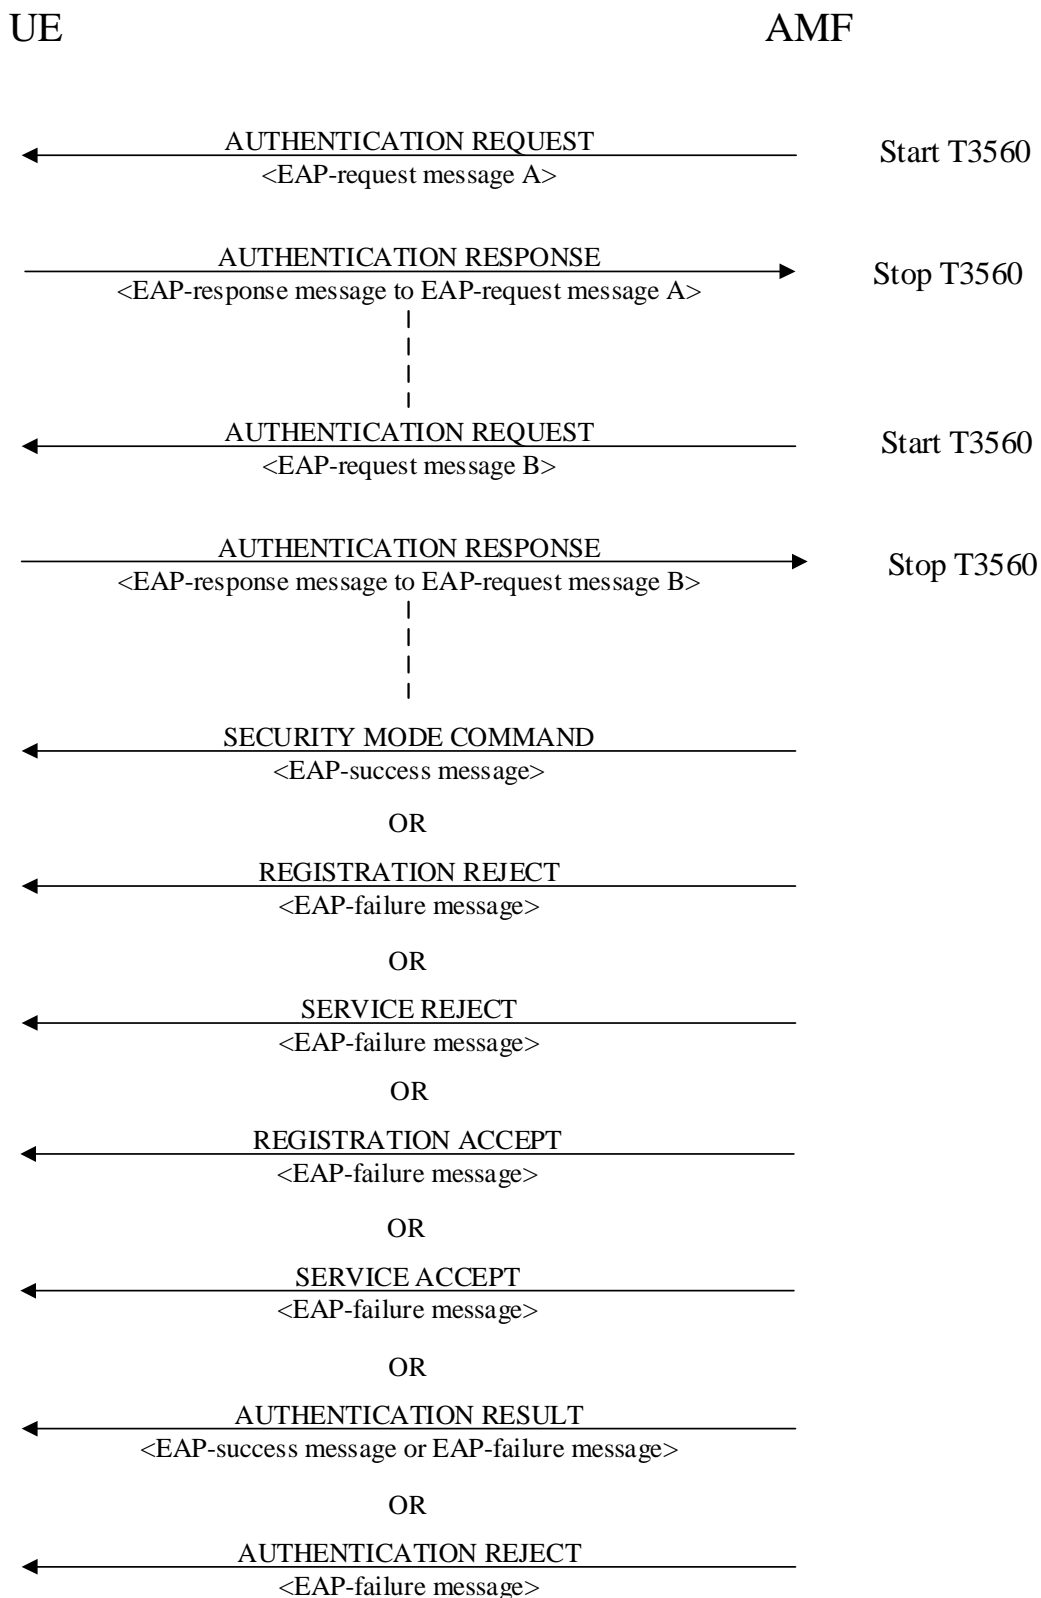 UE AMF
AUTHENTICATION REQUEST
Start T3560
<EAP-request message A>
AUTHENTICATION RESPONSE
Stop T3560
<EAP-response message to EAP-request message A>
AUTHENTICATION REQUEST
Start T3560
<EAP-request message B>
AUTHENTICATION RESPONSE
Stop T3560
<EAP-response message to EAP-request message B>
SECURITY MODE COMMAND
<EAP-success message>
OR
REGISTRATION REJECT
<EAP-failure message>
OR
SERVICE REJECT
<EAP-failure message>
OR
REGISTRATION ACCEPT
<EAP-failure message>
OR
SERVICE ACCEPT
<EAP-failure message>
OR
AUTHENTICATION RESULT
<EAP-success message or EAP-failure message>
OR
AUTHENTICATION REJECT
<EAP-failure message>